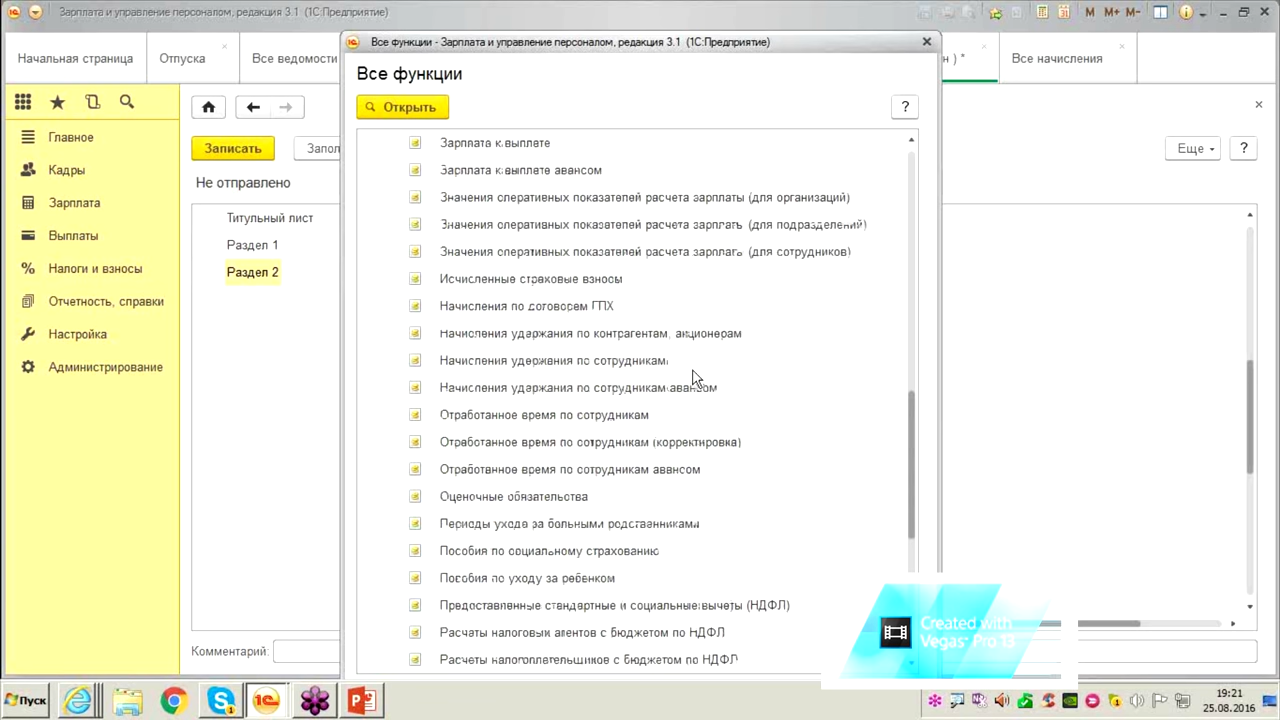 Зарплата и управление персоналом, редакция 3.1 (1С:Предприятие)
M M+ M-
Начальная страница
Отпуска
Все ведомости
н ) *
Все начисления
Все функции - Зарплата и управление персоналом, редакция 3.1 (1С:Предприятие)
Все функции
Открыть
?
Главное
Кадры
Зарплата
Выплаты
Налоги и взносы
Отчетность, справки
Настройка
Администрирование
Записать
Запол
Еще
?
Не отправлено
Титульный лист
Раздел 1
Раздел 2
Комментарий:
Зарплата к выплате
Зарплата к выплате авансом
Значения оперативных показателей расчета зарплаты (для организаций)
Значения оперативных показателей расчета зарплаты (для подразделений)
Значения оперативных показателей расчета зарплаты (для сотрудников)
Исчисленные страховые взносы
Начисления по договорам ГПХ
Начисления удержания по контрагентам, акционерам
Начисления удержания по сотрудникам
Начисления удержания по сотрудникам авансом
Отработанное время по сотрудникам
Отработанное время по сотрудникам (корректировка)
Отработанное время по сотрудникам авансом
Оценочные обязательства
Периоды ухода за больными родственниками
Пособия по социальному страхованию
Пособия по уходу за ребенком
Предоставленные стандартные и социальные вычеты (НДФЛ)
Расчеты налоговых агентов с бюджетом по НДФЛ
Расчеты налогоплательщиков с бюджетом по НДФЛ
Created with
Vegas Pro 13
Пуск
19:21
25.08.2016